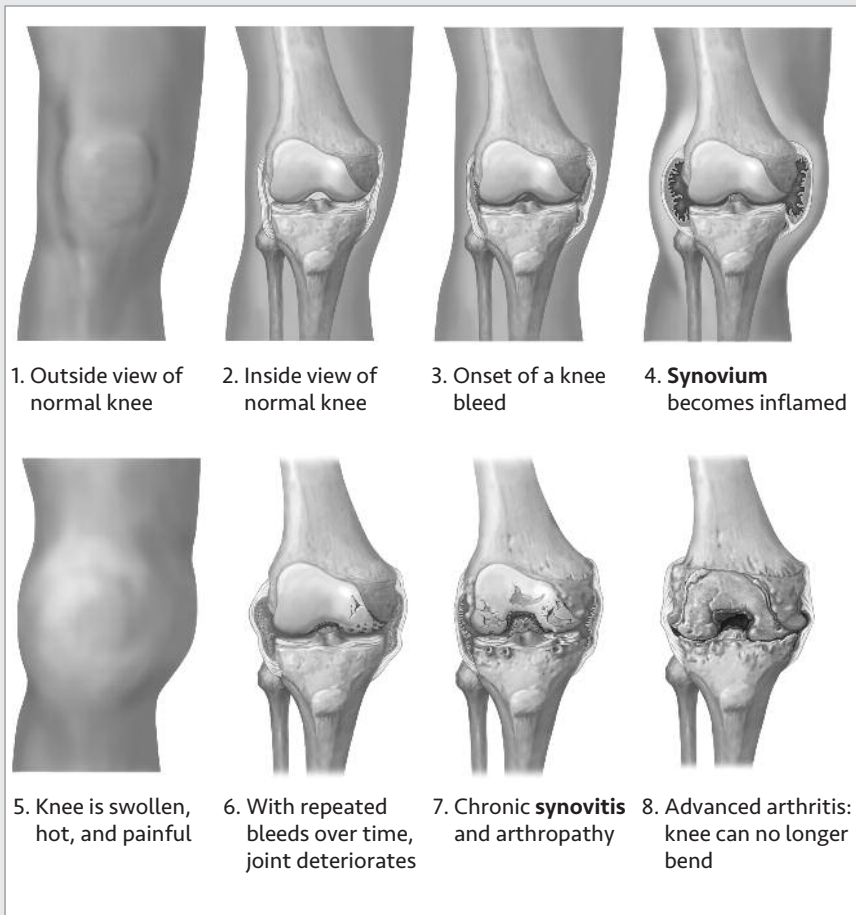 1. Outside view of
normal knee
2. Inside view of
normal knee
3. Onset of a knee
bleed
4. Synovium
becomes inflamed
5. Knee is swollen,
hot, and painful
6. With repeated
bleeds over time,
joint deteriorates
7. Chronic synovitis
and arthropathy
8. Advanced arthritis:
knee can no longer
bend